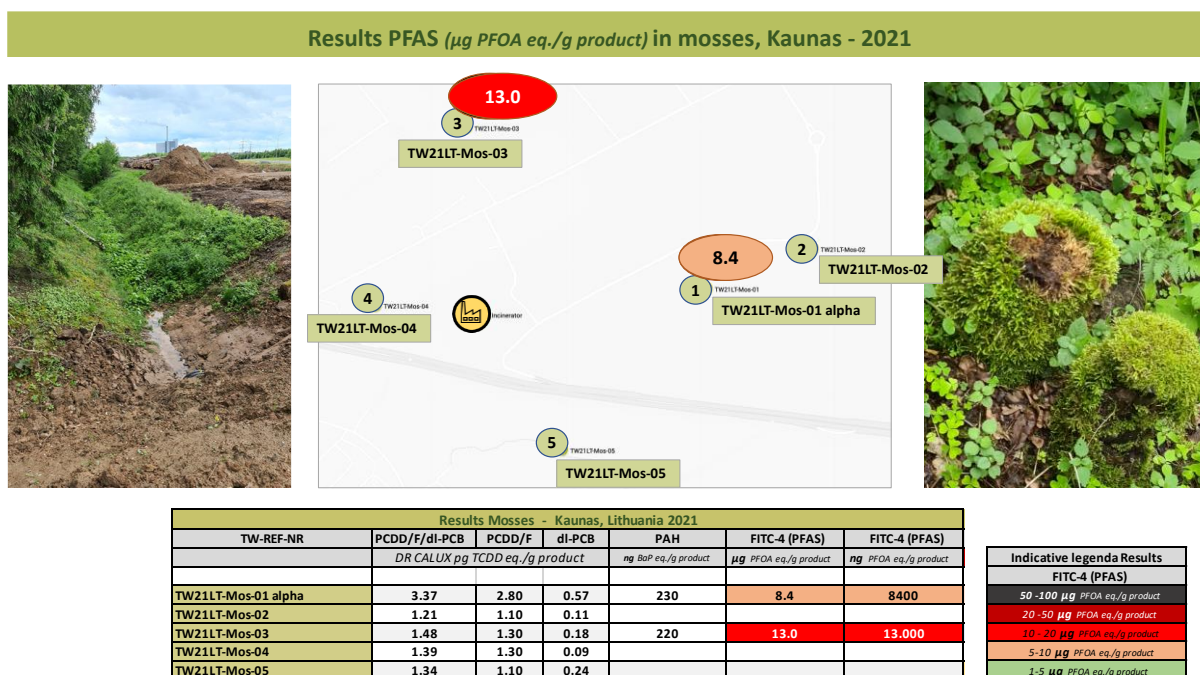 Results PFAS (µg PFOA eq./g product) in mosses, Kaunas - 2021
13.0
3
TW21LT-Mos-03
TW21LT-Mos-03
8.4
2
TW21LT-Mos-02
TW21LT-Mos-02
1
TW21LT-Mos-01
TW21LT-Mos-01 alpha
4
TW21LT-Mos-04
TW21LT-Mos-04
Incinerator
5
TW21LT-Mos-05
TW21LT-Mos-05
Results Mosses - Kaunas, Lithuania 2021
TW-REF-NR PCDD/F/dl-PCB PCDD/F dl-PCB PAH FITC-4 (PFAS) FITC-4 (PFAS)
DR CALUX pg TCDD eq./g product ng BaP eq./g product µg PFOA eq./g product ng PFOA eq./g product
TW21LT-Mos-01 alpha 3.37 2.80 0.57 230 8.4 8400
TW21LT-Mos-02 1.21 1.10 0.11
TW21LT-Mos-03 1.48 1.30 0.18 220 13.0 13.000
TW21LT-Mos-04 1.39 1.30 0.09
TW21LT-Mos-05 1.34 1.10 0.24
Indicative legenda Results
FITC-4 (PFAS)
50 -100 µg PFOA eq./g product
20 -50 µg PFOA eq./g product
10 - 20 µg PFOA eq./g product
5-10 µg PFOA eq./g product
1-5 µg PFOA eq./g product